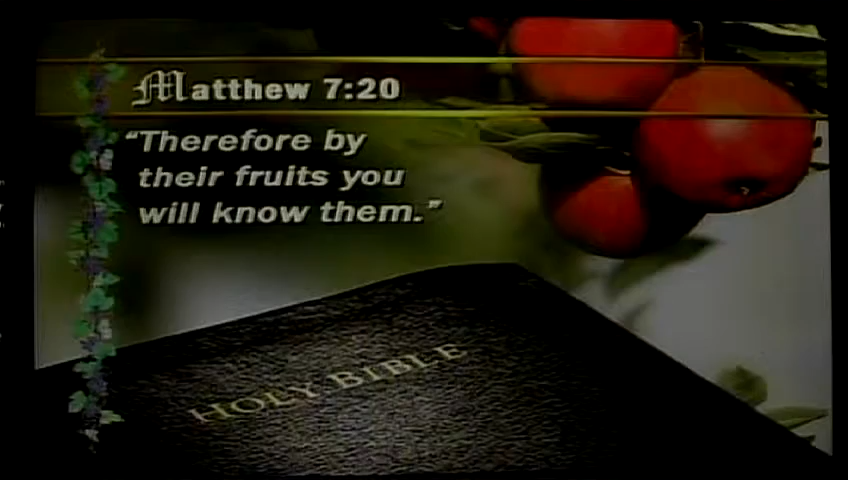 Matthew 7:20
“Therefore by
their fruits you
will know them.”
HOLY BIBLE